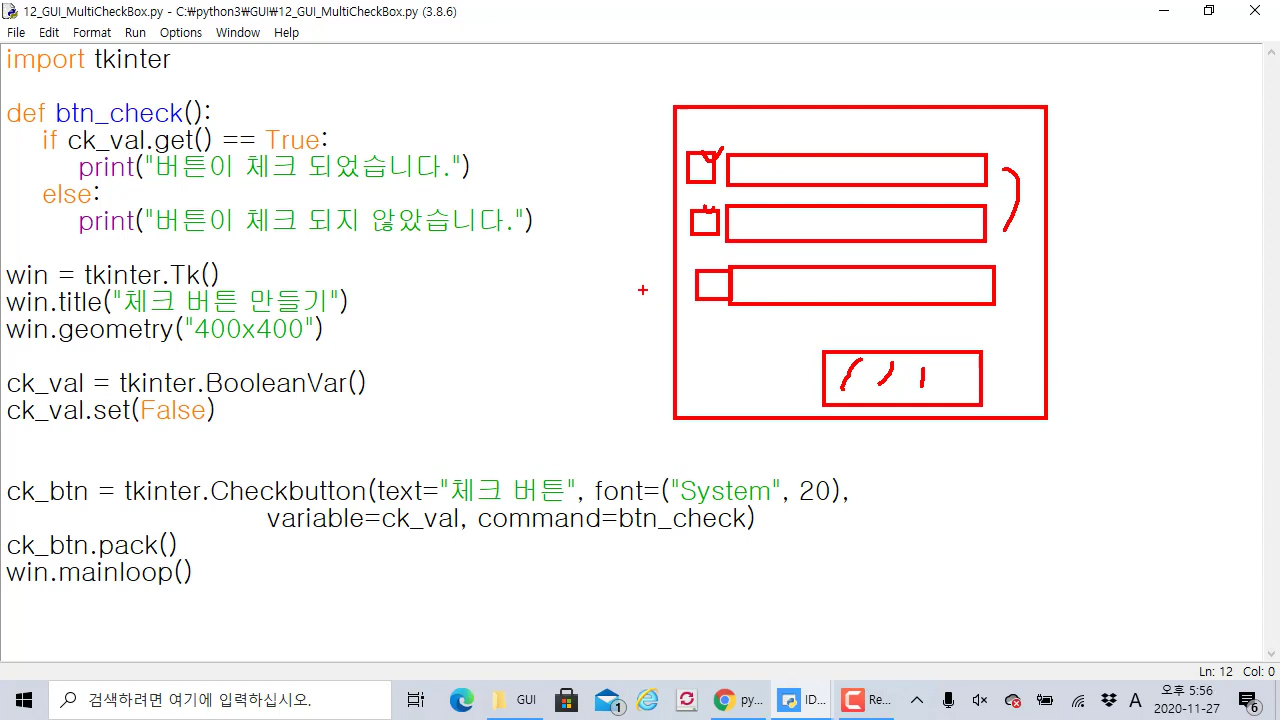 12_GUI_MultiCheckBox.py - C:₩python3₩GUI₩12_GUI_MultiCheckBox.py (3.8.6)
File Edit Format Run Options Window Help
import tkinter
def btn_check():
if ck_val.get() == True:
print("버튼이 체크 되었습니다.")
else:
print("버튼이 체크 되지 않았습니다.")
win = tkinter.Tk()
win.title("체크 버튼 만들기")
win.geometry("400x400")
ck_val = tkinter.BooleanVar()
ck_val.set(False)
ck_btn = tkinter.Checkbutton(text="체크 버튼", font=("System", 20),
variable=ck_val, command=btn_check)
ck_btn.pack()
win.mainloop()
Ln: 12 Col: 0
검색하려면 여기에 입력하십시오.
GUI
1
py...
ID...
Re...
A
오후 5:56
2020-11-27
6